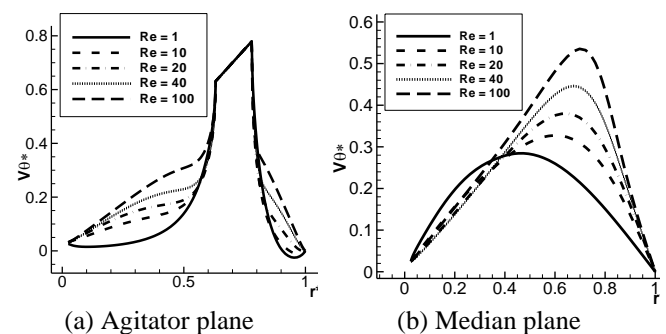 Re = 1
Re = 10
Re = 20
Re = 40
Re = 100
Vθ*
0.8
0.6
0.4
0.2
0
0
0.5
1
r*
(a) Agitator plane
Re = 1
Re = 10
Re = 20
Re = 40
Re = 100
Vθ*
0.6
0.5
0.4
0.3
0.2
0.1
0
0
0.2
0.4
0.6
0.8
1
r
(b) Median plane